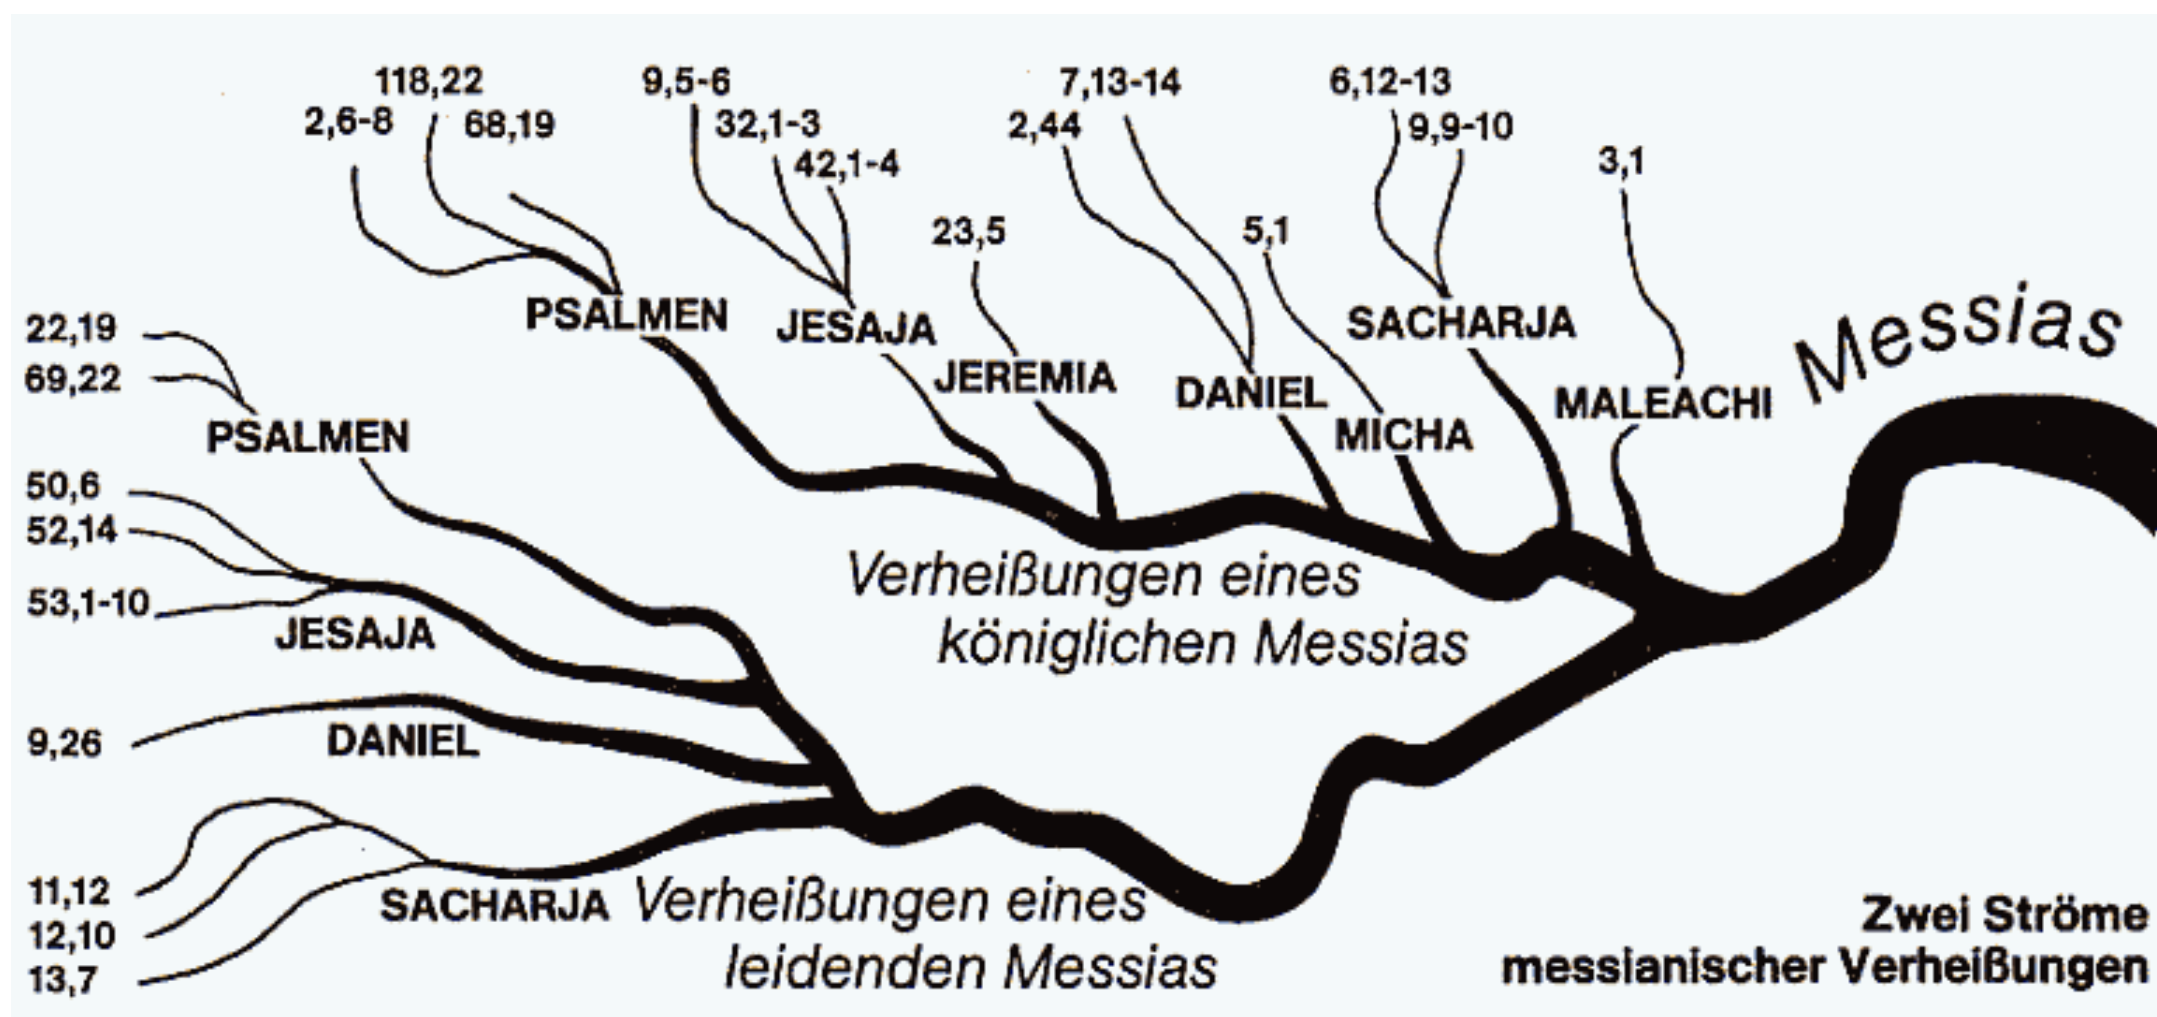 118,22
2,6-8
68,19
9,5-6
32,1-3
42,1-4
7,13-14
2,44
6,12-13
9,9-10
3,1
23,5
5,1
PSALMEN
JESAJA
JEREMIA
DANIEL
MICHA
SACHARJA
MALEACHI
Messias
22,19
69,22
PSALMEN
50,6
52,14
53,1-10
JESAJA
9,26
DANIEL
11,12
12,10
13,7
SACHARJA
Verheißungen eines
königlichen Messias
Verheißungen eines
leidenden Messias
Zwei Ströme
messianischer Verheißungen